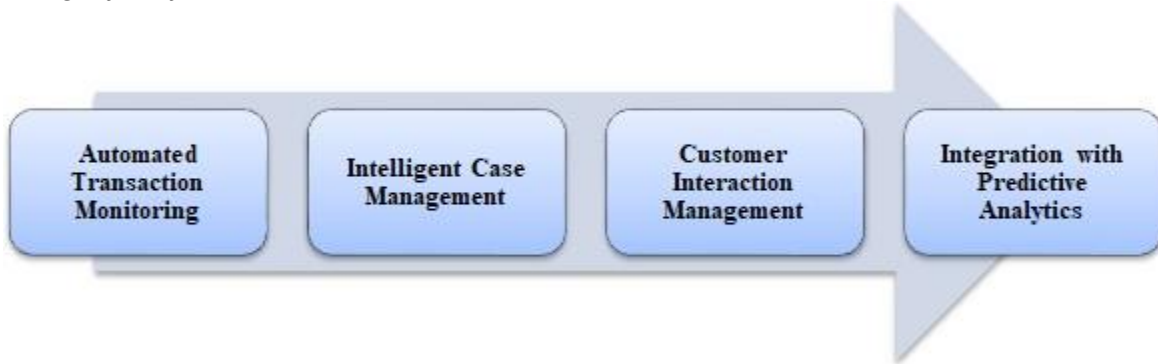 Automated
Transaction
Monitoring
Intelligent Case
Management
Customer
Interaction
Management
Integration with
Predictive
Analytics